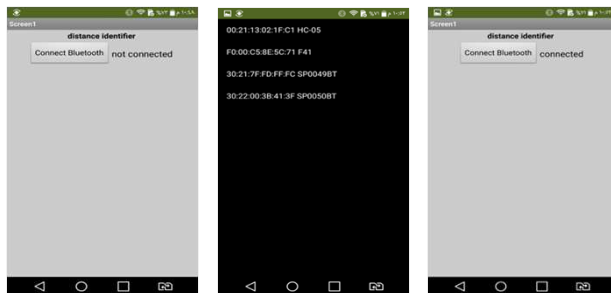 Screen1
distance identifier
Connect Bluetooth not connected
00:21:13:02:1F:C1 HC-05
F0:00:C5:8E:5C:71 F41
30:21:7F:FD:FF:FC SP0049BT
30:22:00:3B:41:3F SP0050BT
Screen1
distance identifier
Connect Bluetooth connected